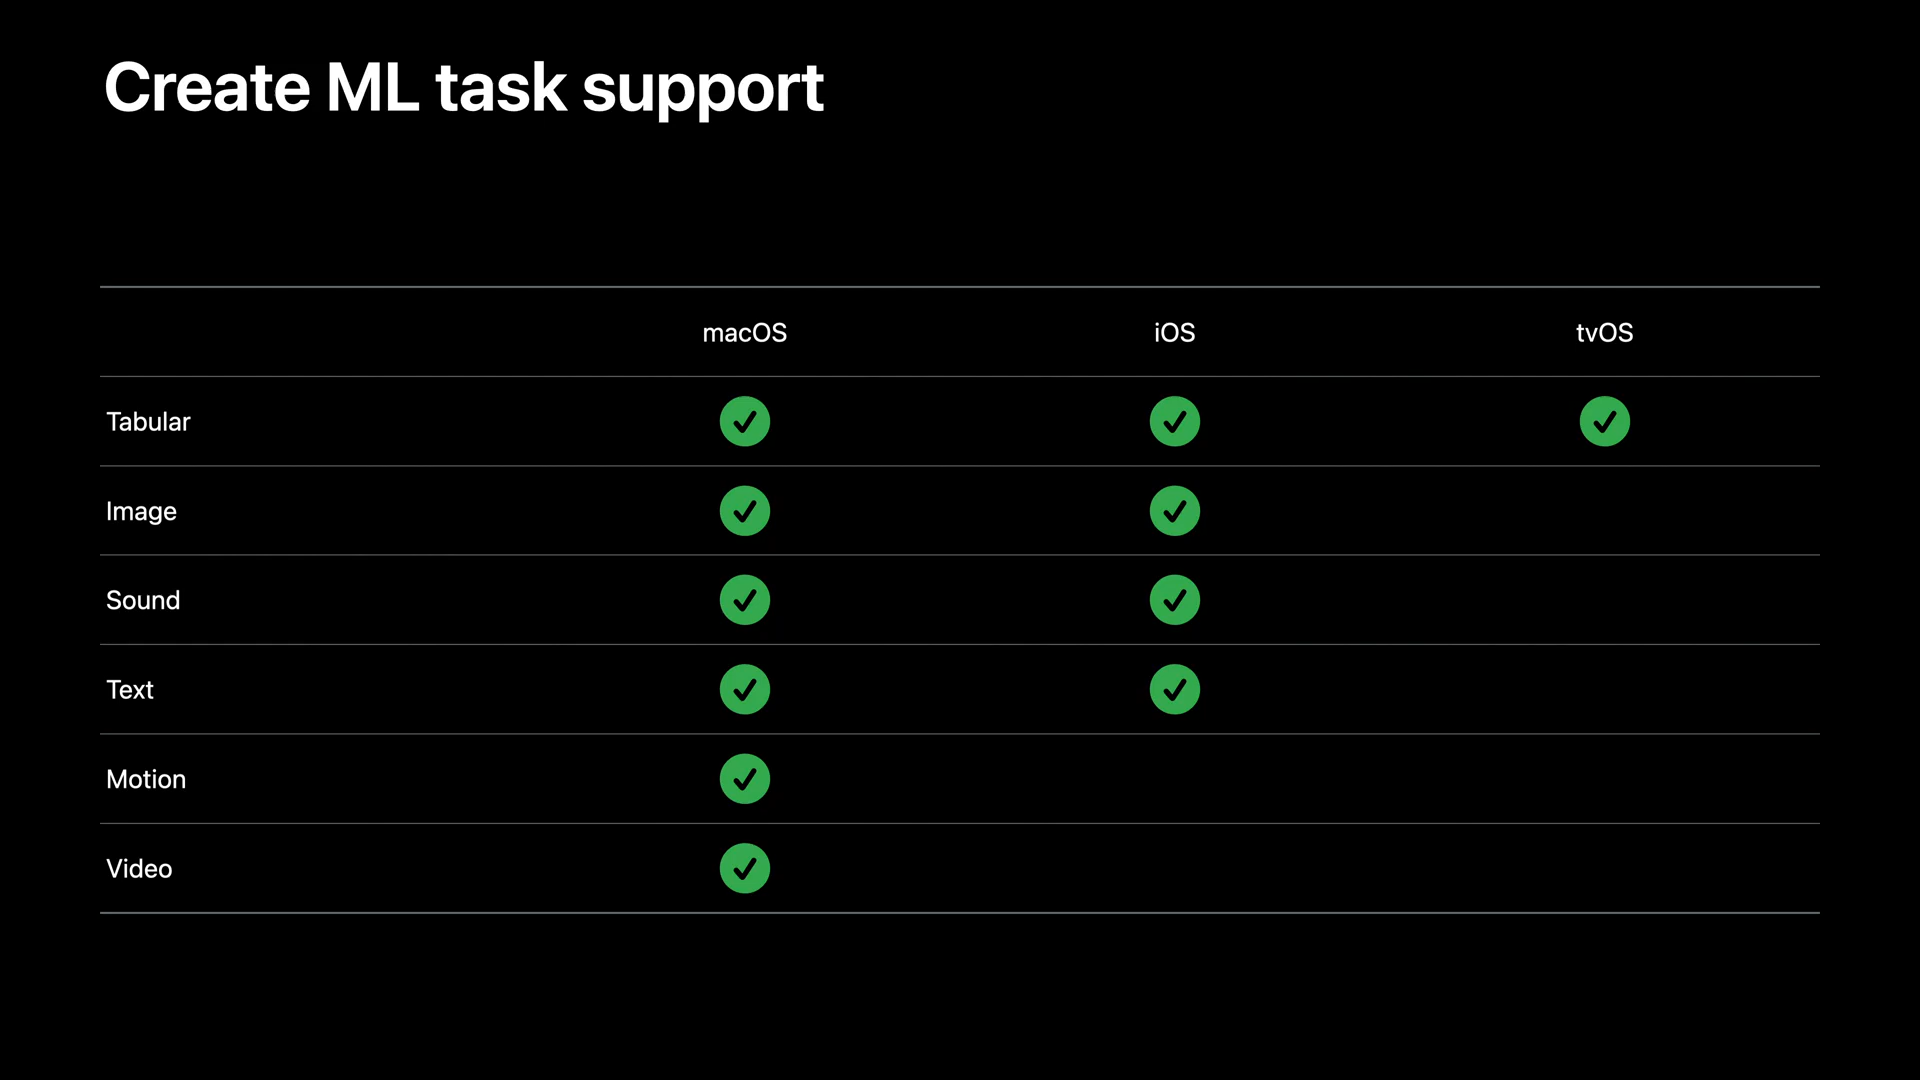 Create ML task support
macOS iOS tvOS
Tabular
Image
Sound
Text
Motion
Video